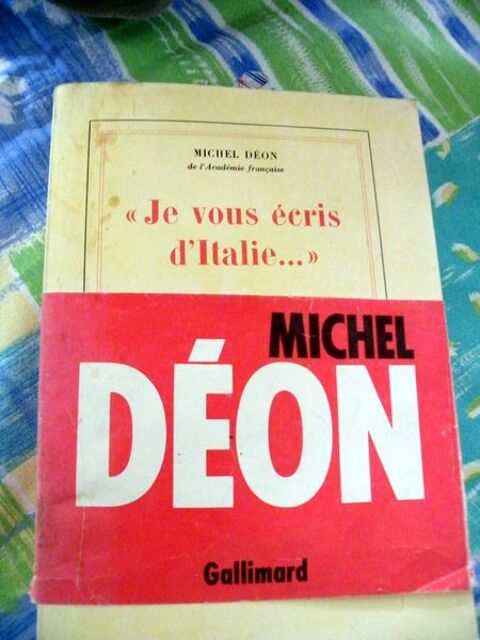 MICHEL DÉON
de l'Académie française
« Je vous écris
d'Italie... »
MICHEL
DÉON
Gallimard